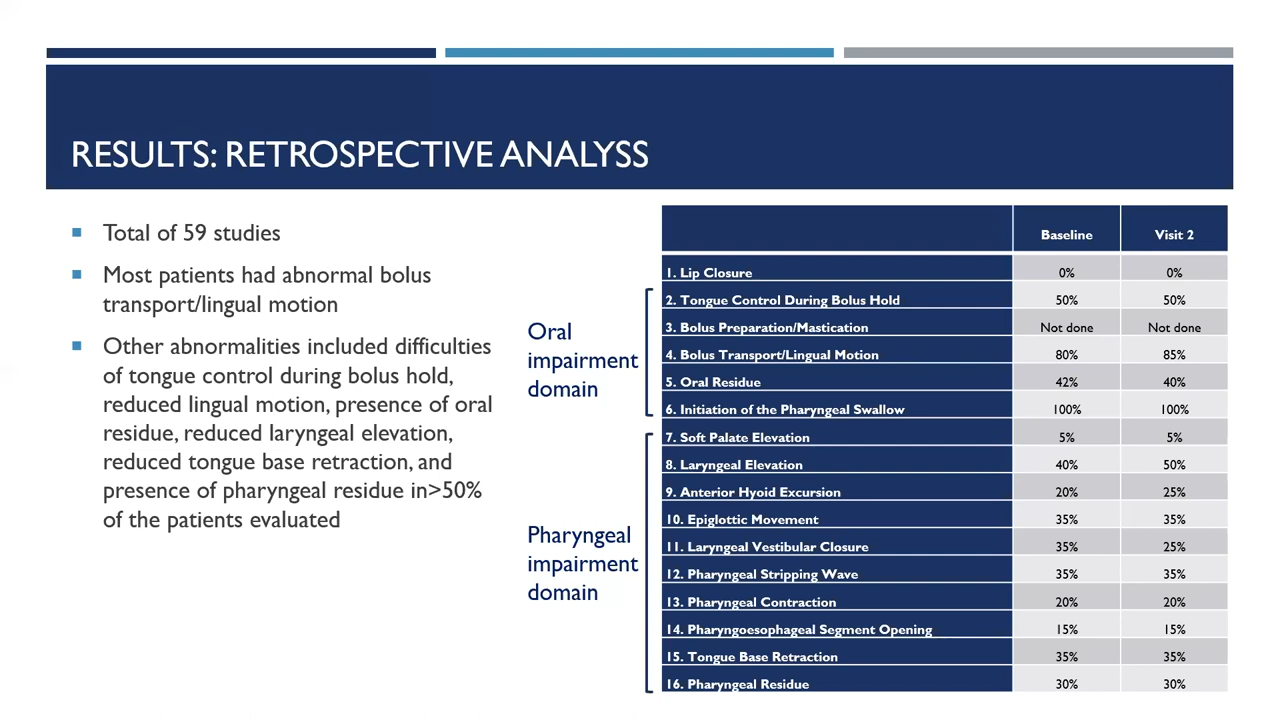 RESULTS: RETROSPECTIVE ANALYSS
Total of 59 studies
Most patients had abnormal bolus
transport/lingual motion
Other abnormalities included difficulties
of tongue control during bolus hold,
reduced lingual motion, presence of oral
residue, reduced laryngeal elevation,
reduced tongue base retraction, and
presence of pharyngeal residue in>50%
of the patients evaluated
Oral
impairment
domain
Pharyngeal
impairment
domain
Baseline Visit 2
1. Lip Closure 0% 0%
2. Tongue Control During Bolus Hold 50% 50%
3. Bolus Preparation/Mastication Not done Not done
4. Bolus Transport/Lingual Motion 80% 85%
5. Oral Residue 42% 40%
6. Initiation of the Pharyngeal Swallow 100% 100%
7. Soft Palate Elevation 5% 5%
8. Laryngeal Elevation 40% 50%
9. Anterior Hyoid Excursion 20% 25%
10. Epiglottic Movement 35% 35%
11. Laryngeal Vestibular Closure 35% 25%
12. Pharyngeal Stripping Wave 35% 35%
13. Pharyngeal Contraction 20% 20%
14. Pharyngoesophageal Segment Opening 15% 15%
15. Tongue Base Retraction 35% 35%
16. Pharyngeal Residue 30% 30%